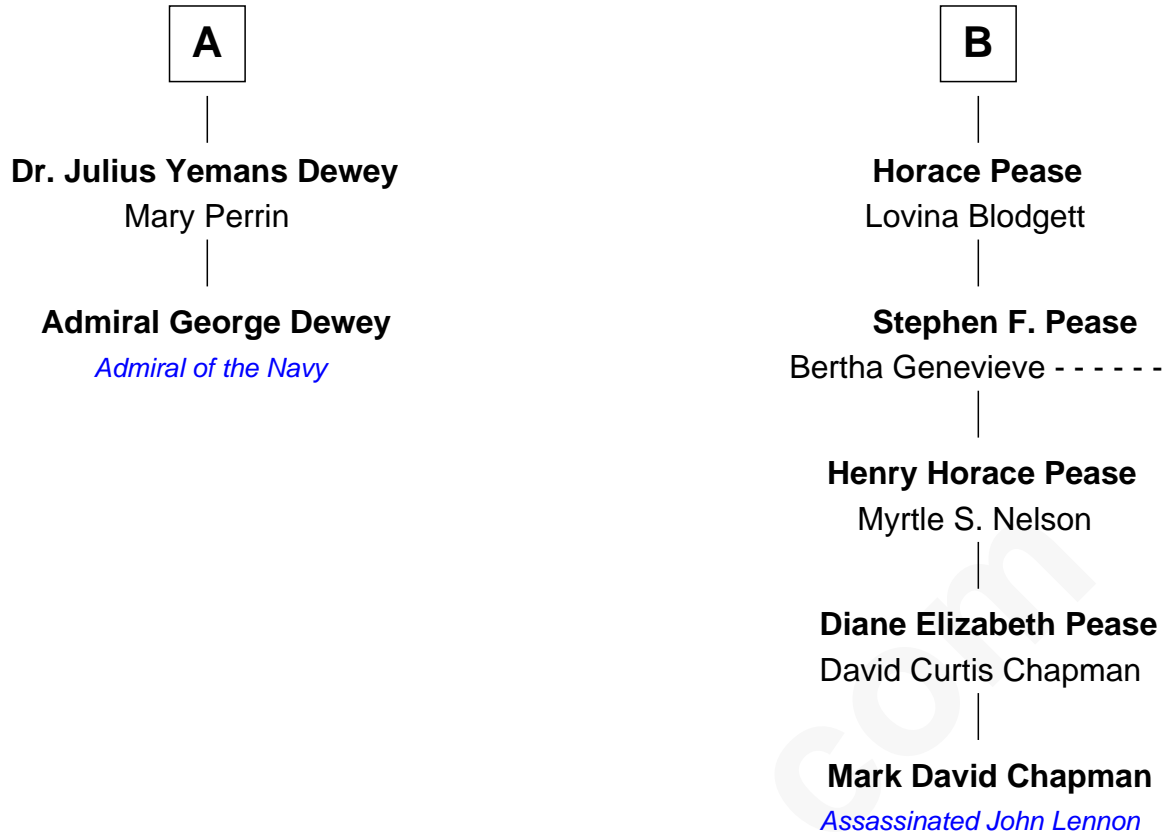 A
Dr. Julius Yemans Dewey
Mary Perrin
Admiral George Dewey
Admiral of the Navy
B
Horace Pease
Lovina Blodgett
Stephen F. Pease
Bertha Genevieve - - - - - -
Henry Horace Pease
Myrtle S. Nelson
Diane Elizabeth Pease
David Curtis Chapman
Mark David Chapman
Assassinated John Lennon
com